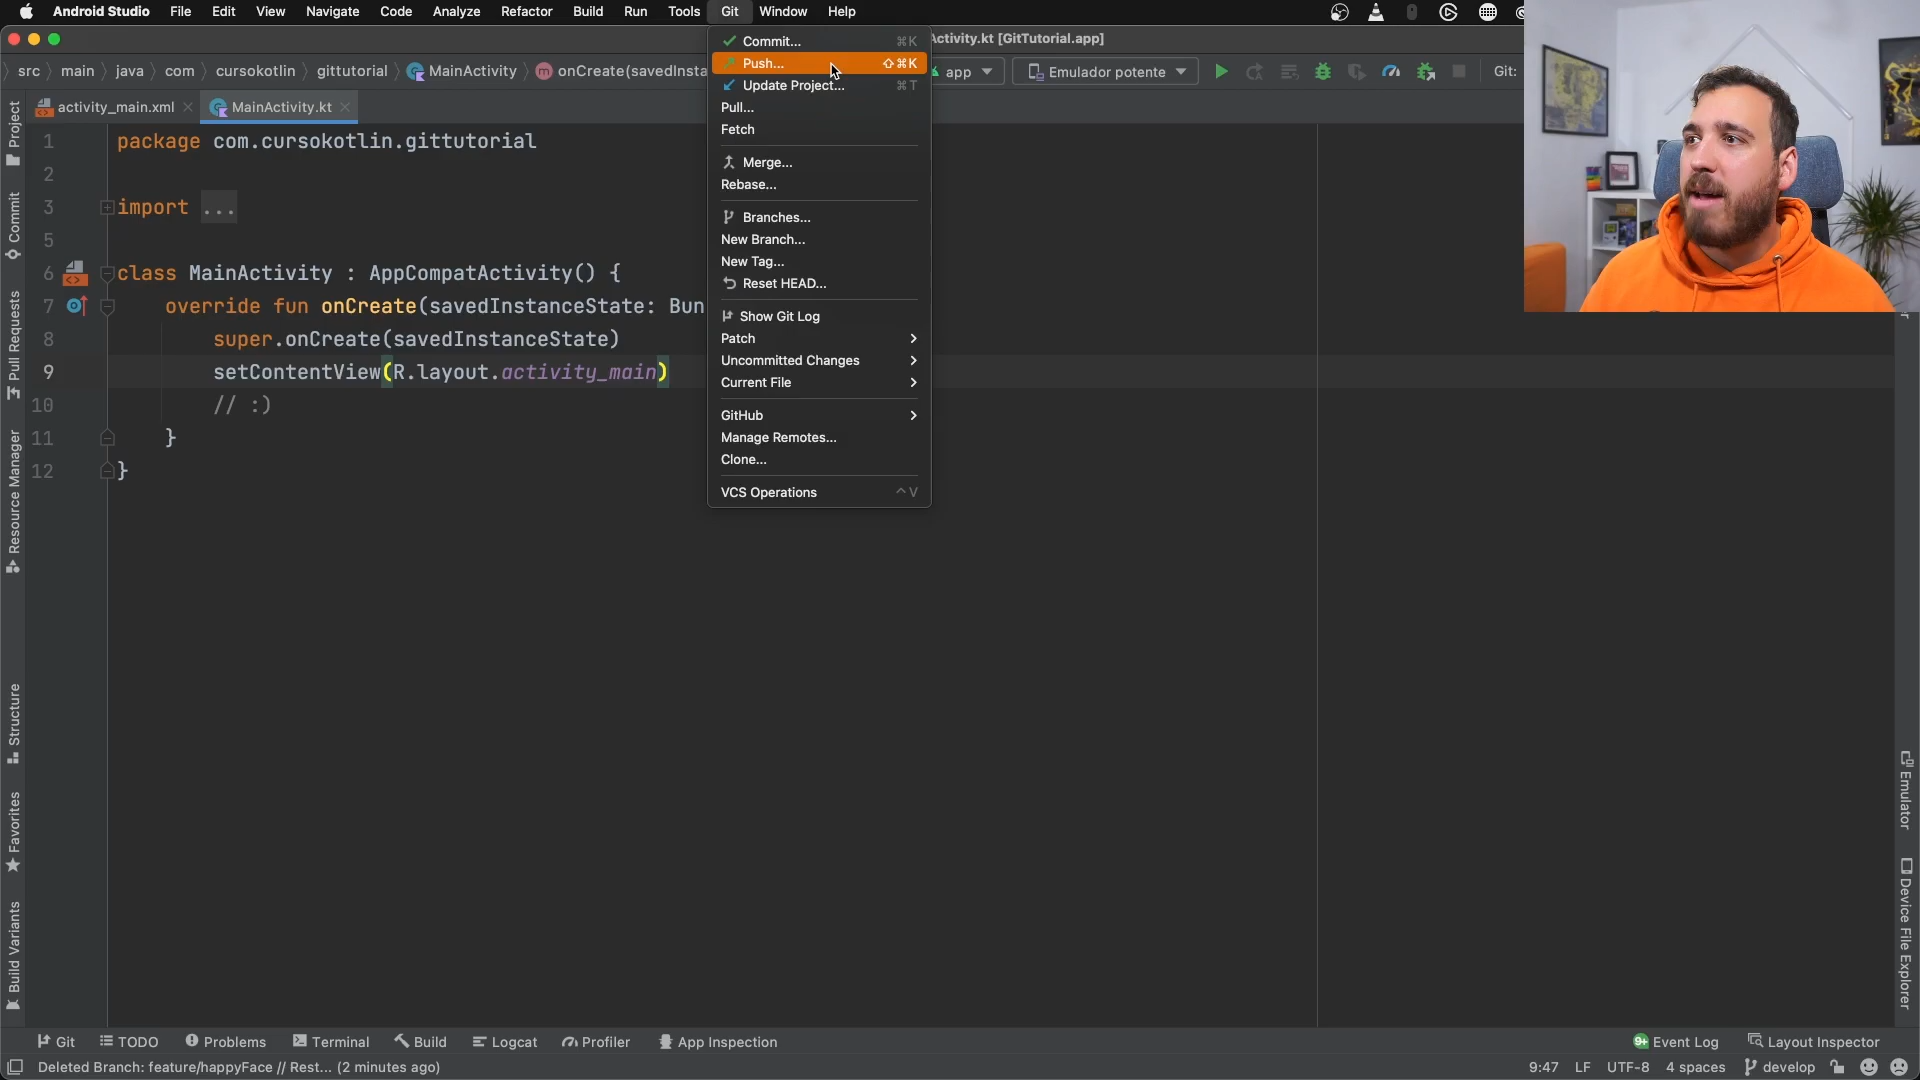 Android Studio File Edit View Navigate Code Analyze Refactor Build Run Tools Git Window Help
Activity.kt [GitTutorial.app]
src main java com cursokotlin gittutorial MainActivity onCreate(savedInsta app Emulador potente Git:
activity_main.xml MainActivity.kt
1 package com.cursokotlin.gittutorial
2
3 import ...
5
6 class MainActivity : AppCompatActivity() {
7 override fun onCreate(savedInstanceState: Bun
8 super.onCreate(savedInstanceState)
9 setContentView(R.layout.activity_main)
10 // :)
11 }
12 }
Commit... ⌘K
Push... ⇧⌘K
Update Project... ⌘T
Pull...
Fetch
Merge...
Rebase...
Branches...
New Branch...
New Tag...
Reset HEAD...
Show Git Log
Patch
Uncommitted Changes
Current File
GitHub
Manage Remotes...
Clone...
VCS Operations ^V
Project
Commit
Pull Requests
Resource Manager
Structure
Favorites
Build Variants
Emulator
Device File Explorer
Git TODO Problems Terminal Build Logcat Profiler App Inspection 9+ Event Log Layout Inspector
Deleted Branch: feature/happyFace // Rest... (2 minutes ago) 9:47 LF UTF-8 4 spaces develop